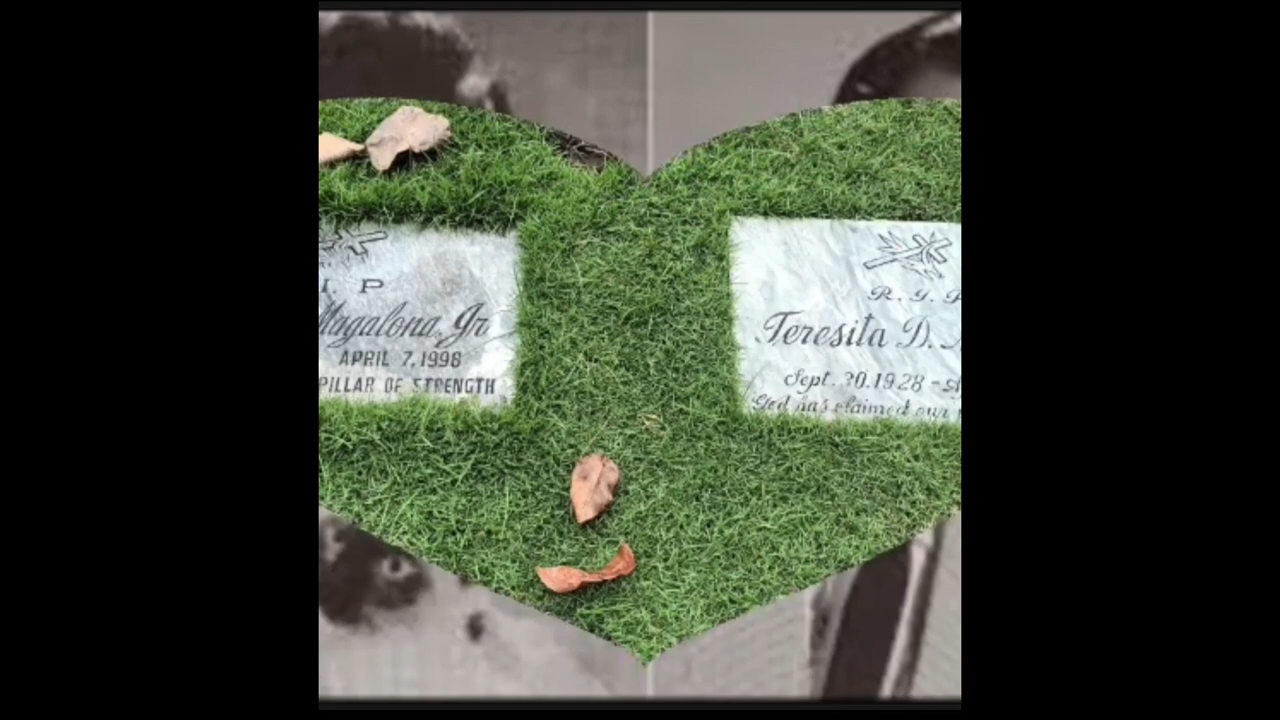 I. P
Magalona, Jr
APRIL 7, 1998
PILLAR OF STRENGTH
R. I. P
Teresita D.
Sept. 30, 1928 -
God has claimed our